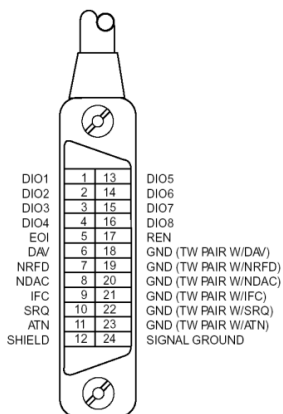 DIO1 1 13 DIO5
DIO2 2 14 DIO6
DIO3 3 15 DIO7
DIO4 4 16 DIO8
EOI 5 17 REN
DAV 6 18 GND (TW PAIR W/DAV)
NRFD 7 19 GND (TW PAIR W/NRFD)
NDAC 8 20 GND (TW PAIR W/NDAC)
IFC 9 21 GND (TW PAIR W/IFC)
SRQ 10 22 GND (TW PAIR W/SRQ)
ATN 11 23 GND (TW PAIR W/ATN)
SHIELD 12 24 SIGNAL GROUND